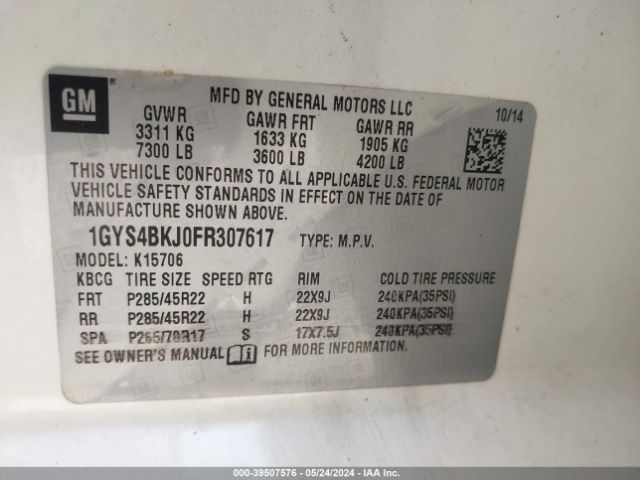 GM ®
MFD BY GENERAL MOTORS LLC 10/14
GVWR GAWR FRT GAWR RR
3311 KG 1633 KG 1905 KG
7300 LB 3600 LB 4200 LB
THIS VEHICLE CONFORMS TO ALL APPLICABLE U.S. FEDERAL MOTOR
VEHICLE SAFETY STANDARDS IN EFFECT ON THE DATE OF
MANUFACTURE SHOWN ABOVE.
1GYS4BKJ0FR307617 TYPE: M.P.V.
MODEL: K15706
KBCG TIRE SIZE SPEED RTG RIM COLD TIRE PRESSURE
FRT P285/45R22 H 22X9J 240KPA(35PSI)
RR P285/45R22 H 22X9J 240KPA(35PSI)
SPA P265/70R17 S 17X7.5J 240KPA(35PSI)
SEE OWNER'S MANUAL FOR MORE INFORMATION.
000-39507576 - 05/24/2024 - IAA Inc.